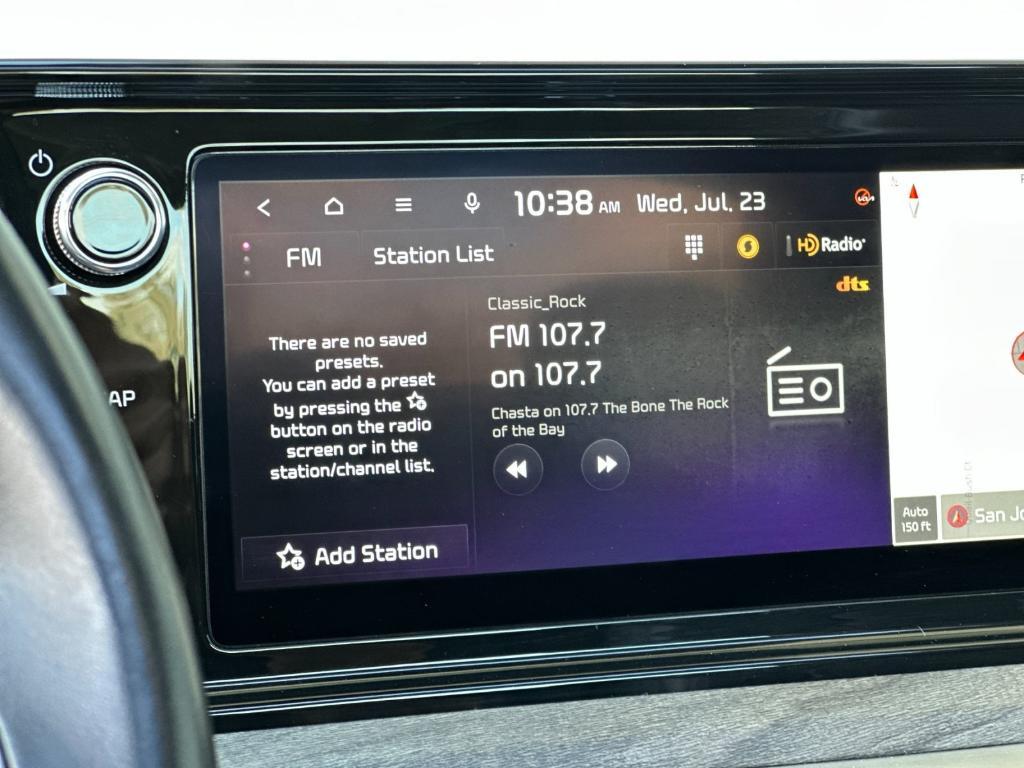 10:38 AM Wed, Jul. 23
FM Station List HD Radio
dts
Classic_Rock
FM 107.7
on 107.7
Chasta on 107.7 The Bone The Rock
of the Bay
There are no saved
presets.
You can add a preset
by pressing the
button on the radio
screen or in the
station/channel list.
Add Station
AP
Auto
150 ft
San Jo